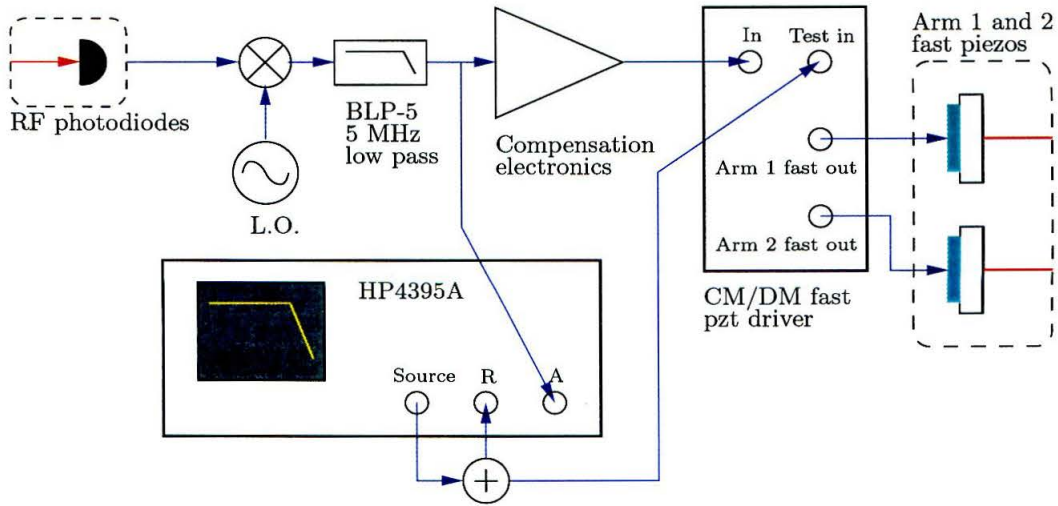 In
Test in
Arm 1 and 2
fast piezos
RF photodiodes
BLP-5
5 MHz
low pass
Compensation
electronics
Arm 1 fast out
L.O.
Arm 2 fast out
HP4395A
CM/DM fast
pzt driver
Source
R
A